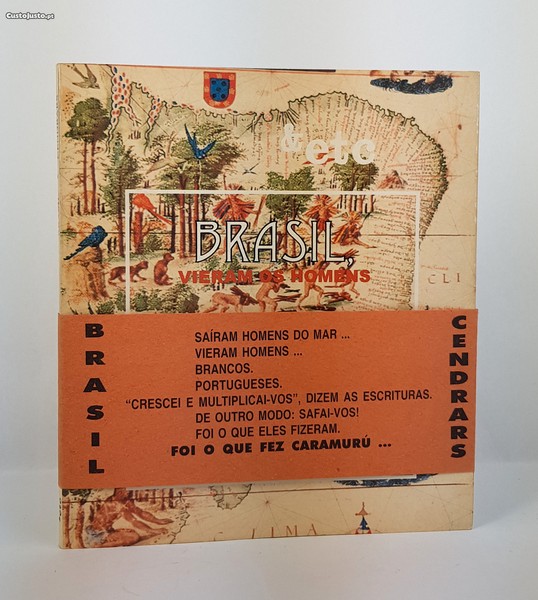 CustoJusto.pt
& etc
BRASIL,
VIERAM OS HOMENS
CLI
BRASIL
SAÍRAM HOMENS DO MAR ...
VIERAM HOMENS ...
BRANCOS.
PORTUGUESES.
“CRESCEI E MULTIPLICAI-VOS”, DIZEM AS ESCRITURAS.
DE OUTRO MODO: SAFAI-VOS!
FOI O QUE ELES FIZERAM.
FOI O QUE FEZ CARAMURÚ ...
CENDRARS
LIMA